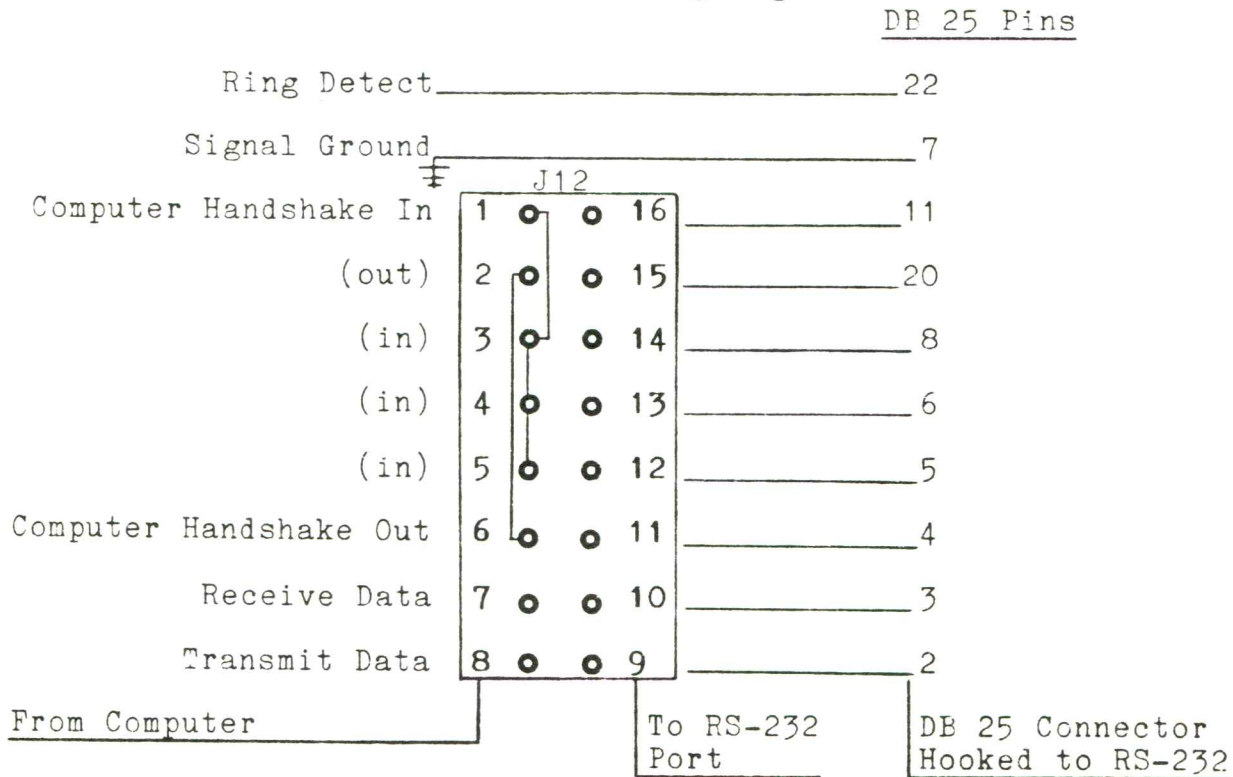 DB 25 Pins
Ring Detect 22
Signal Ground 7
J12
Computer Handshake In 1 16 11
(out) 2 15 20
(in) 3 14 8
(in) 4 13 6
(in) 5 12 5
Computer Handshake Out 6 11 4
Receive Data 7 10 3
Transmit Data 8 9 2
From Computer To RS-232 DB 25 Connector
Port Hooked to RS-232